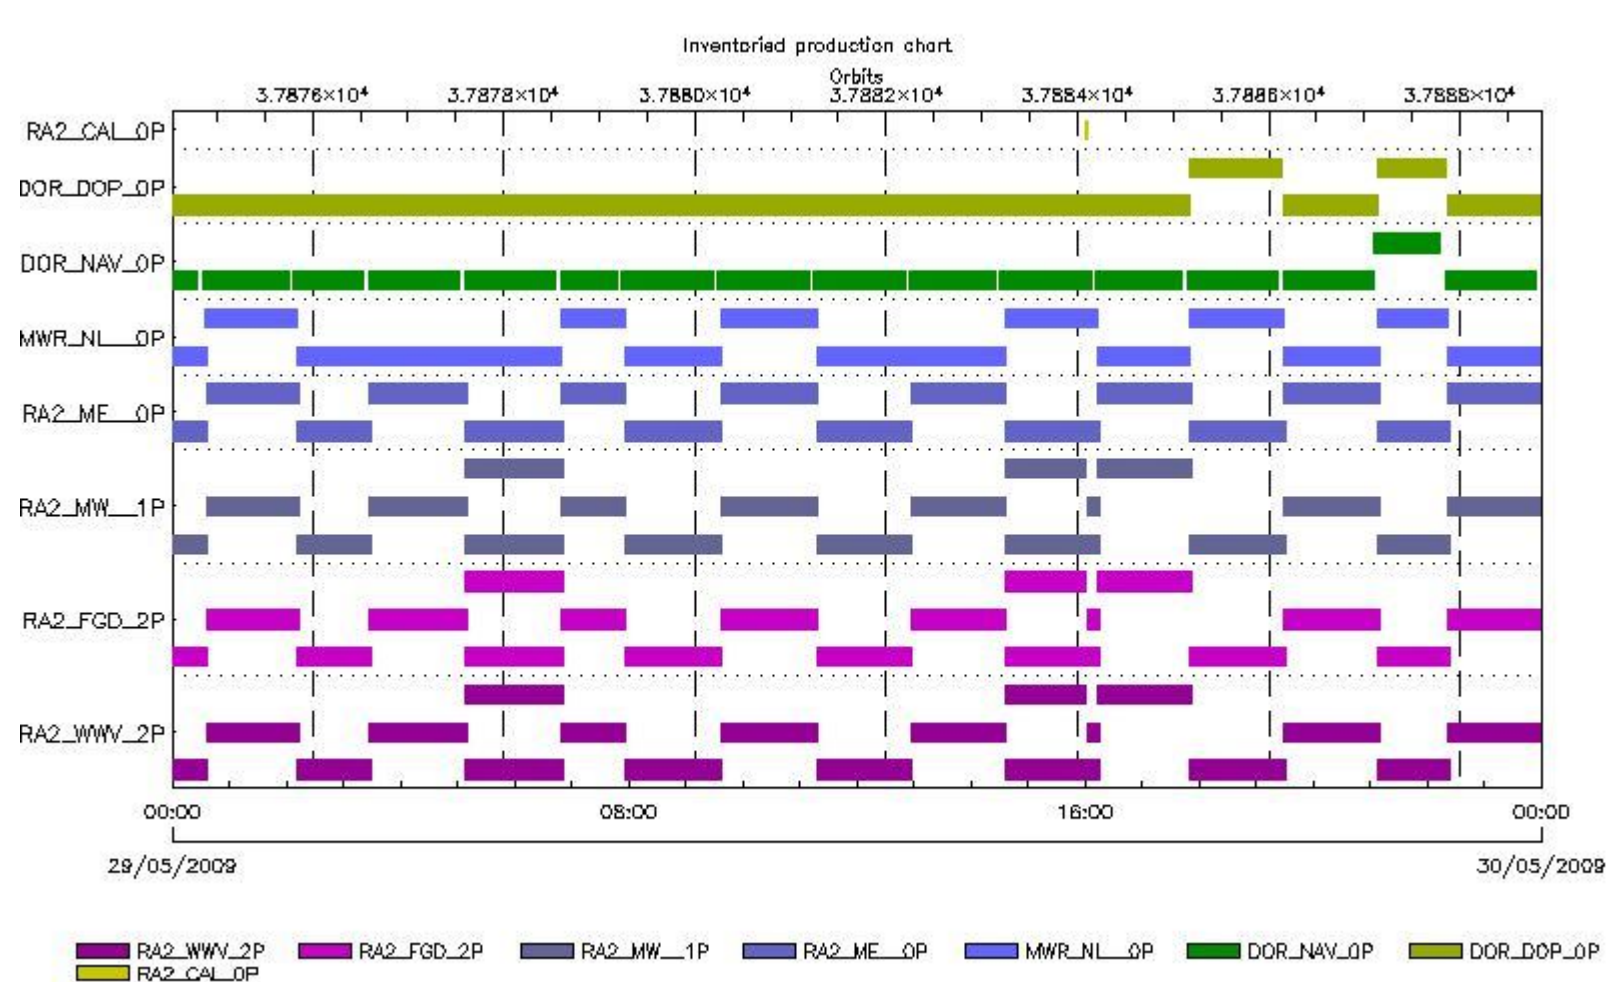 Inventoried production chart
Orbits
3.7876×10⁴ 3.7878×10⁴ 3.7880×10⁴ 3.7882×10⁴ 3.7884×10⁴ 3.7886×10⁴ 3.7888×10⁴
RA2_CAL_0P
DOR_DOP_0P
DOR_NAV_0P
MWR_NL__0P
RA2_ME__0P
RA2_MW__1P
RA2_FGD_2P
RA2_WWV_2P
00:00 08:00 16:00 00:00
29/05/2009 30/05/2009
RA2_WWV_2P RA2_FGD_2P RA2_MW__1P RA2_ME__0P MWR_NL__0P DOR_NAV_0P DOR_DOP_0P
RA2_CAL_0P